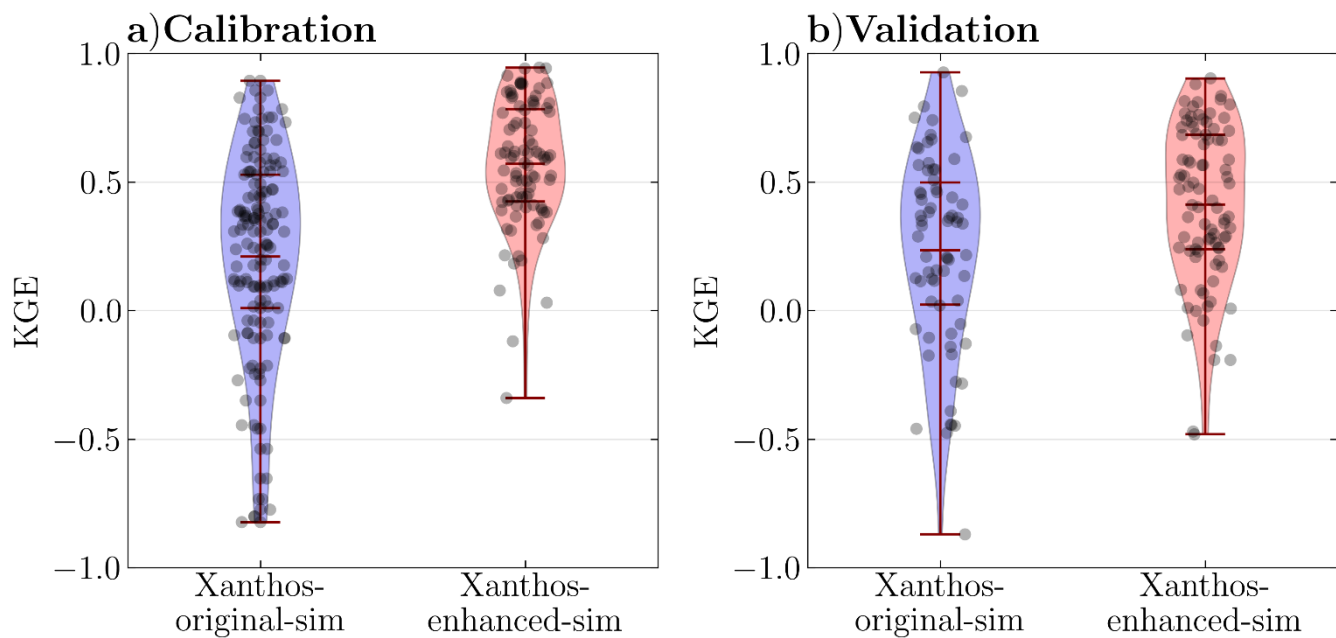 a)Calibration
1.0
0.5
0.0
−0.5
−1.0
KGE
Xanthos-
original-sim
Xanthos-
enhanced-sim
b)Validation
1.0
0.5
0.0
−0.5
−1.0
KGE
Xanthos-
original-sim
Xanthos-
enhanced-sim